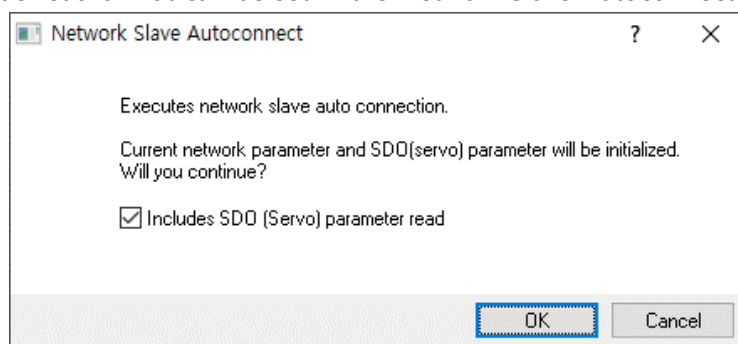 Network Slave Autoconnect ? X
Executes network slave auto connection.
Current network parameter and SDO(servo) parameter will be initialized.
Will you continue?
Includes SDO (Servo) parameter read
OK Cancel